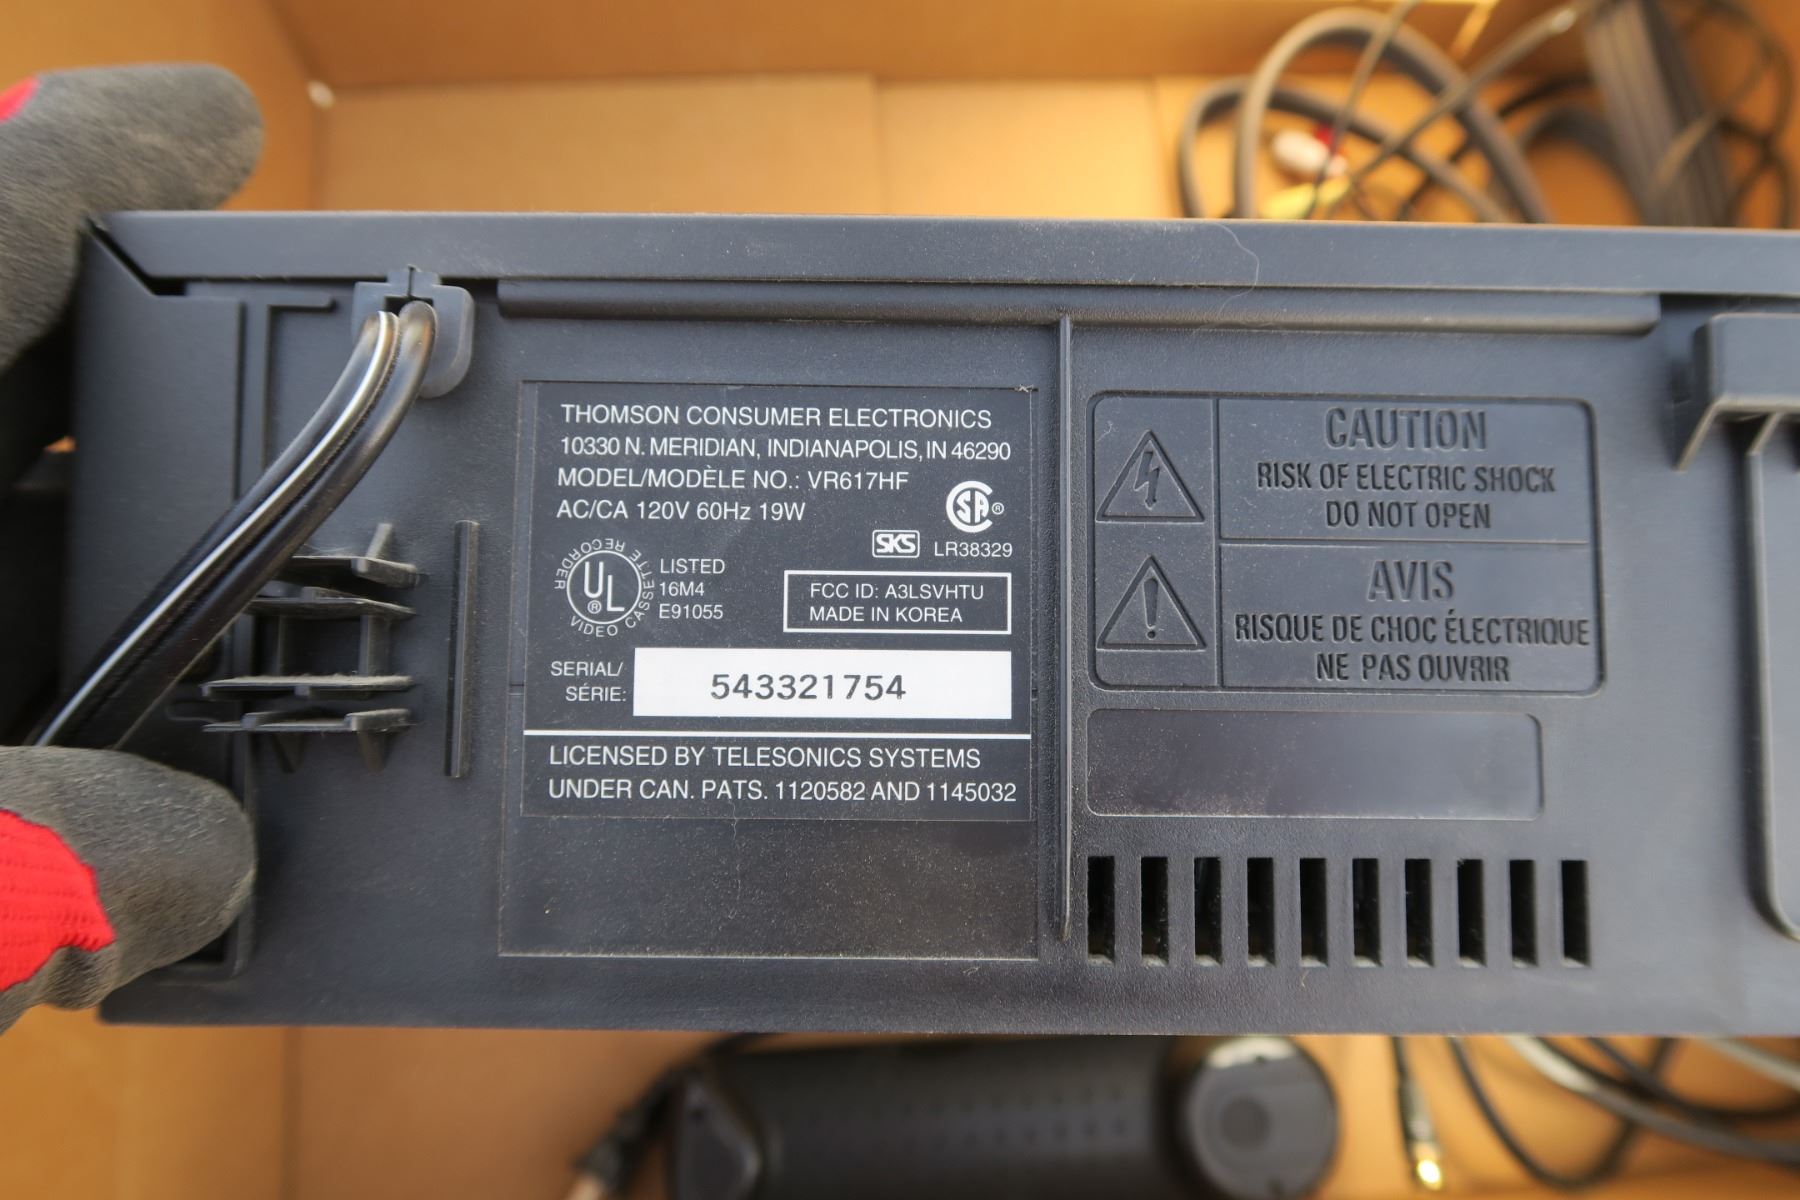 THOMSON CONSUMER ELECTRONICS
10330 N. MERIDIAN, INDIANAPOLIS, IN 46290
MODEL/MODÈLE NO.: VR617HF
AC/CA 120V 60Hz 19W
SA ®
SKS LR38329
VIDEO CASSETTE RECORDER
UL ®
LISTED
16M4
E91055
FCC ID: A3LSVHTU
MADE IN KOREA
SERIAL/
SÉRIE:
543321754
LICENSED BY TELESONICS SYSTEMS
UNDER CAN. PATS. 1120582 AND 1145032
CAUTION
RISK OF ELECTRIC SHOCK
DO NOT OPEN
AVIS
RISQUE DE CHOC ÉLECTRIQUE
NE PAS OUVRIR